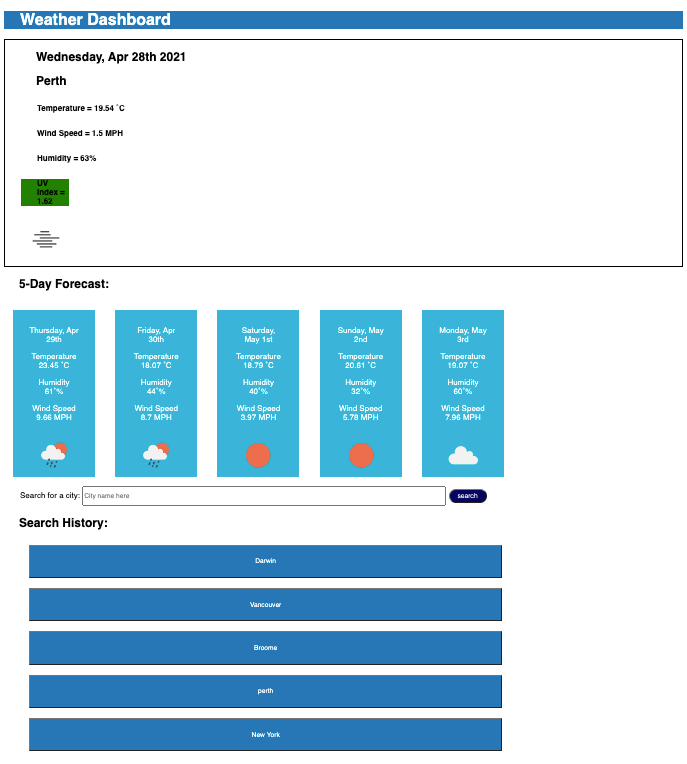 Weather Dashboard
Wednesday, Apr 28th 2021
Perth
Temperature = 19.54 ˚C
Wind Speed = 1.5 MPH
Humidity = 63%
UV
Index =
1.62
5-Day Forecast:
Thursday, Apr
29th
Temperature
23.45 ˚C
Humidity
61˚%
Wind Speed
9.66 MPH
Friday, Apr
30th
Temperature
18.07 ˚C
Humidity
44˚%
Wind Speed
8.7 MPH
Saturday,
May 1st
Temperature
18.79 ˚C
Humidity
40˚%
Wind Speed
3.97 MPH
Sunday, May
2nd
Temperature
20.61 ˚C
Humidity
32˚%
Wind Speed
5.78 MPH
Monday, May
3rd
Temperature
19.07 ˚C
Humidity
60˚%
Wind Speed
7.96 MPH
Search for a city: City name here search
Search History:
Darwin
Vancouver
Broome
perth
New York